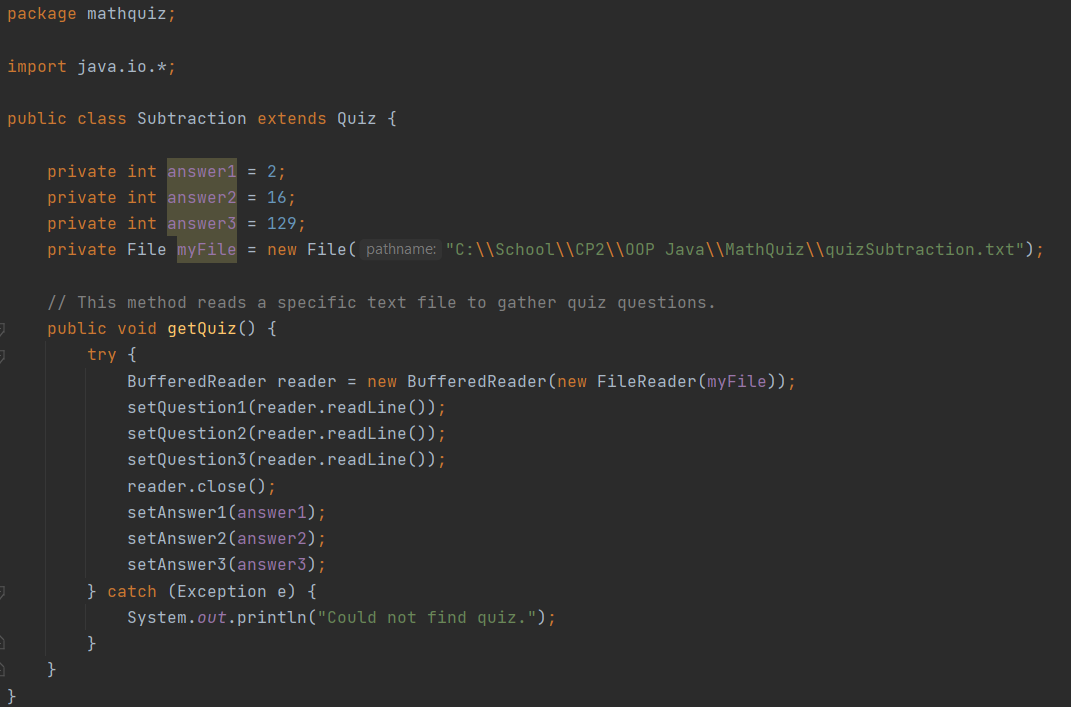 package mathquiz;
import java.io.*;
public class Subtraction extends Quiz {
private int answer1 = 2;
private int answer2 = 16;
private int answer3 = 129;
private File myFile = new File( pathname: "C:\\School\\CP2\\OOP Java\\MathQuiz\\quizSubtraction.txt");
// This method reads a specific text file to gather quiz questions.
public void getQuiz() {
try {
BufferedReader reader = new BufferedReader(new FileReader(myFile));
setQuestion1(reader.readLine());
setQuestion2(reader.readLine());
setQuestion3(reader.readLine());
reader.close();
setAnswer1(answer1);
setAnswer2(answer2);
setAnswer3(answer3);
} catch (Exception e) {
System.out.println("Could not find quiz.");
}
}
}